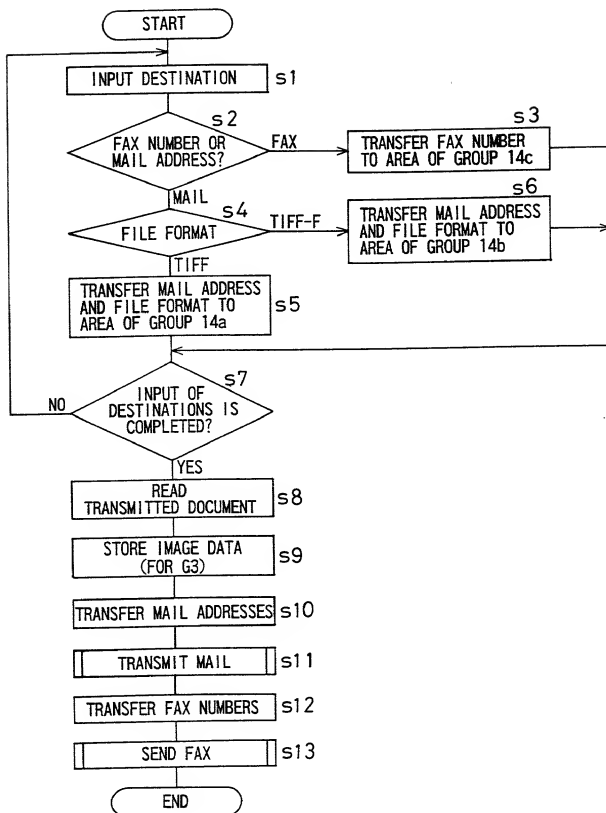 START
INPUT DESTINATION
s1
s2
FAX NUMBER OR
MAIL ADDRESS?
FAX
s3
TRANSFER FAX NUMBER
TO AREA OF GROUP 14c
MAIL
s4
FILE FORMAT
TIFF-F
s6
TRANSFER MAIL ADDRESS
AND FILE FORMAT TO
AREA OF GROUP 14b
TIFF
TRANSFER MAIL ADDRESS
AND FILE FORMAT TO
AREA OF GROUP 14a
s5
s7
INPUT OF
DESTINATIONS IS
COMPLETED?
NO
YES
READ
TRANSMITTED DOCUMENT
s8
STORE IMAGE DATA
(FOR G3)
s9
TRANSFER MAIL ADDRESSES
s10
TRANSMIT MAIL
s11
TRANSFER FAX NUMBERS
s12
SEND FAX
s13
END